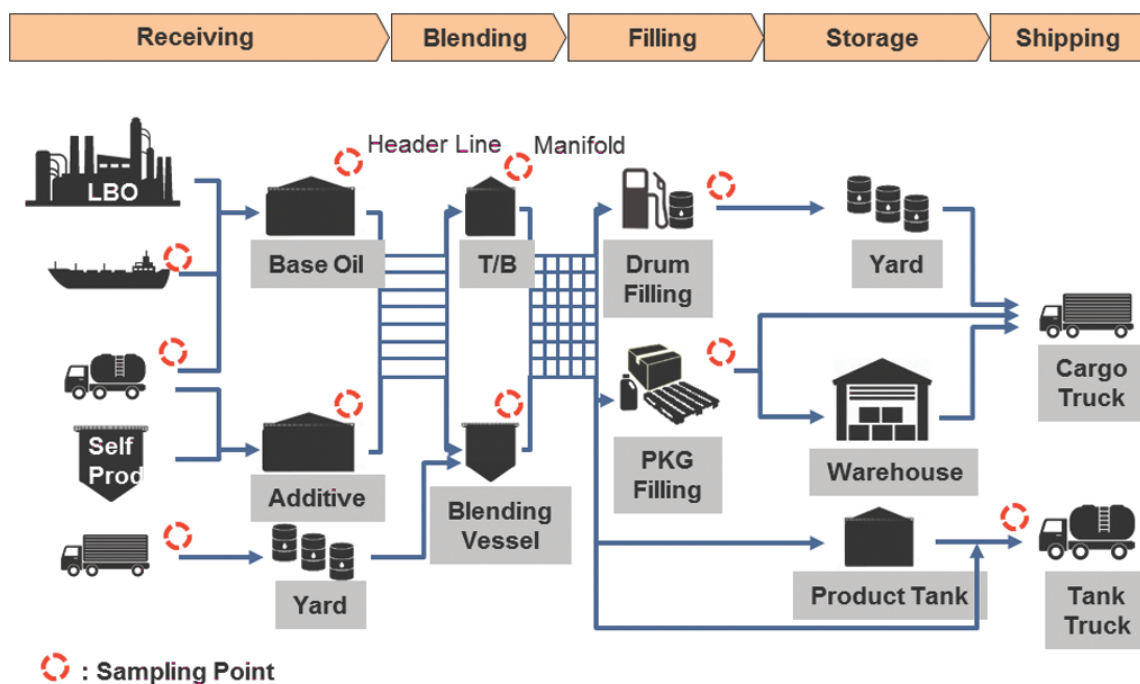 Receiving
Blending
Filling
Storage
Shipping
Header Line
Manifold
LBO
Base Oil
T/B
Drum
Filling
Yard
Cargo
Truck
Self
Prod
Additive
Blending
Vessel
PKG
Filling
Warehouse
Yard
Product Tank
Tank
Truck
: Sampling Point